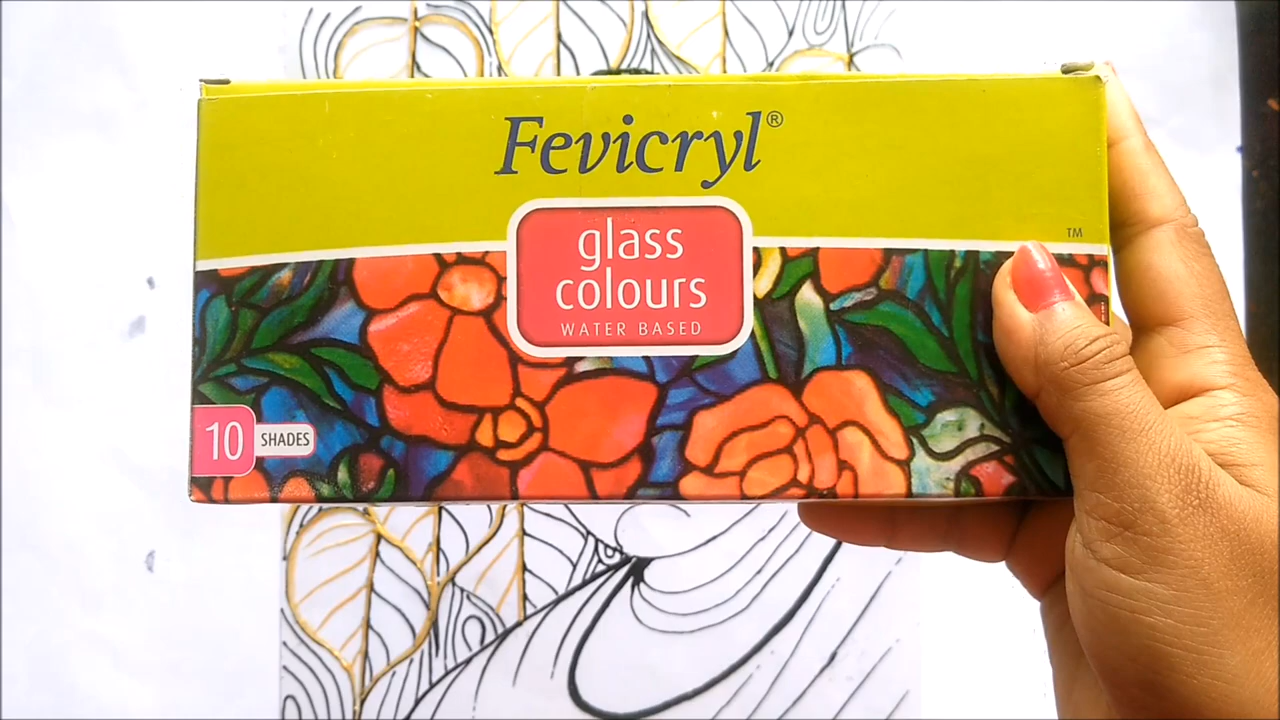 Fevicryl®
glass
colours
WATER BASED
TM
10 SHADES